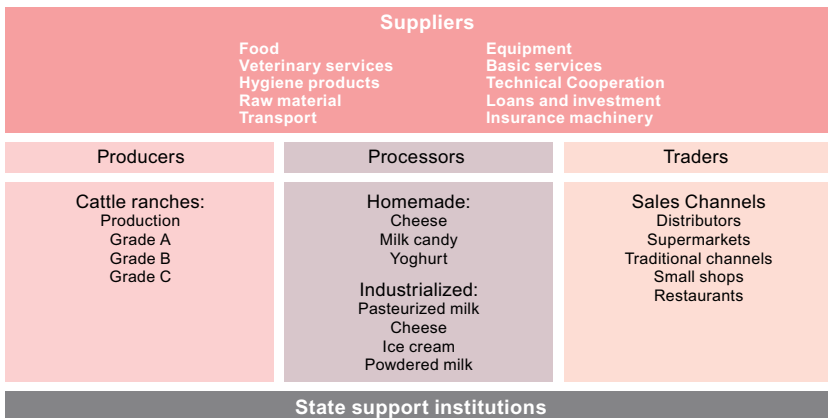 Suppliers
Food
Veterinary services
Hygiene products
Raw material
Transport
Equipment
Basic services
Technical Cooperation
Loans and investment
Insurance machinery
Producers
Cattle ranches:
Production
Grade A
Grade B
Grade C
Processors
Homemade:
Cheese
Milk candy
Yoghurt
Industrialized:
Pasteurized milk
Cheese
Ice cream
Powdered milk
Traders
Sales Channels
Distributors
Supermarkets
Traditional channels
Small shops
Restaurants
State support institutions